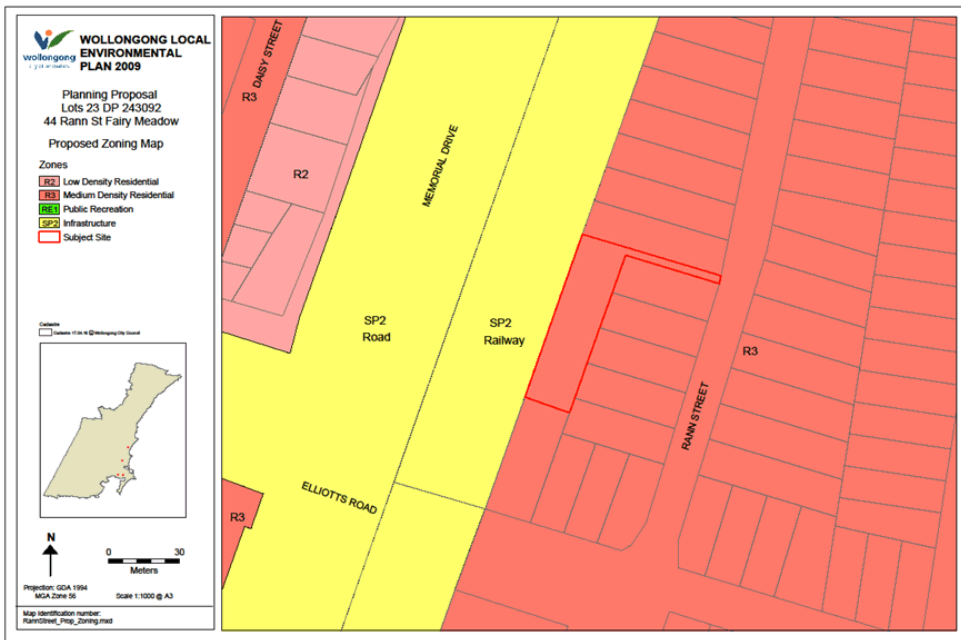 WOLLONGONG LOCAL
ENVIRONMENTAL
PLAN 2009
wollongong
Planning Proposal
Lots 23 DP 243092
44 Rann St Fairy Meadow
Proposed Zoning Map
Zones
R2 Low Density Residential
R3 Medium Density Residential
RE1 Public Recreation
SP2 Infrastructure
Subject Site
Cadastre
N
0 30
Meters
Projection: GDA 1994
MGA Zone 56
Scale 1:1000 @ A3
Map Identification number:
RannStreet_Prop_Zoning.mxd
DAISY STREET
R3
R2
MEMORIAL DRIVE
SP2
Road
SP2
Railway
R3
RANN STREET
ELLIOTTS ROAD
R3